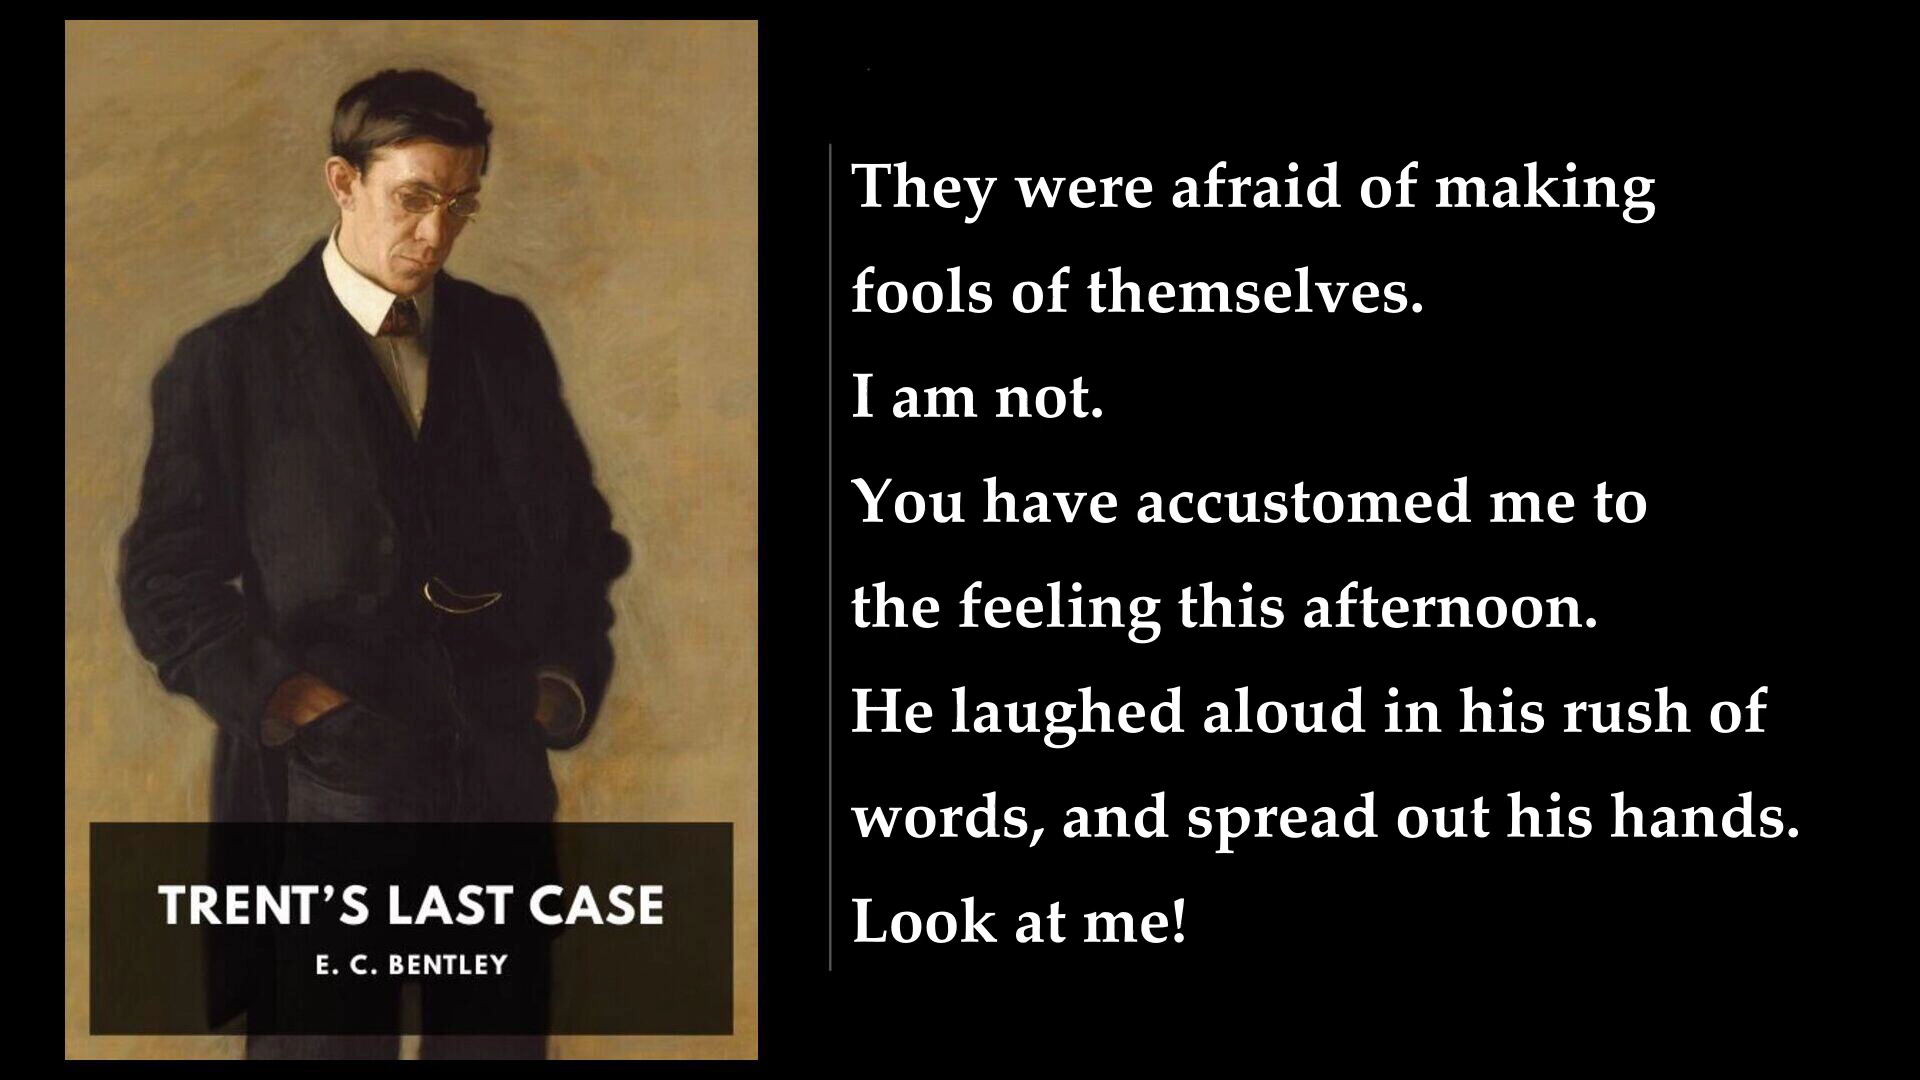 TRENT’S LAST CASE
E. C. BENTLEY
They were afraid of making
fools of themselves.
I am not.
You have accustomed me to
the feeling this afternoon.
He laughed aloud in his rush of
words, and spread out his hands.
Look at me!